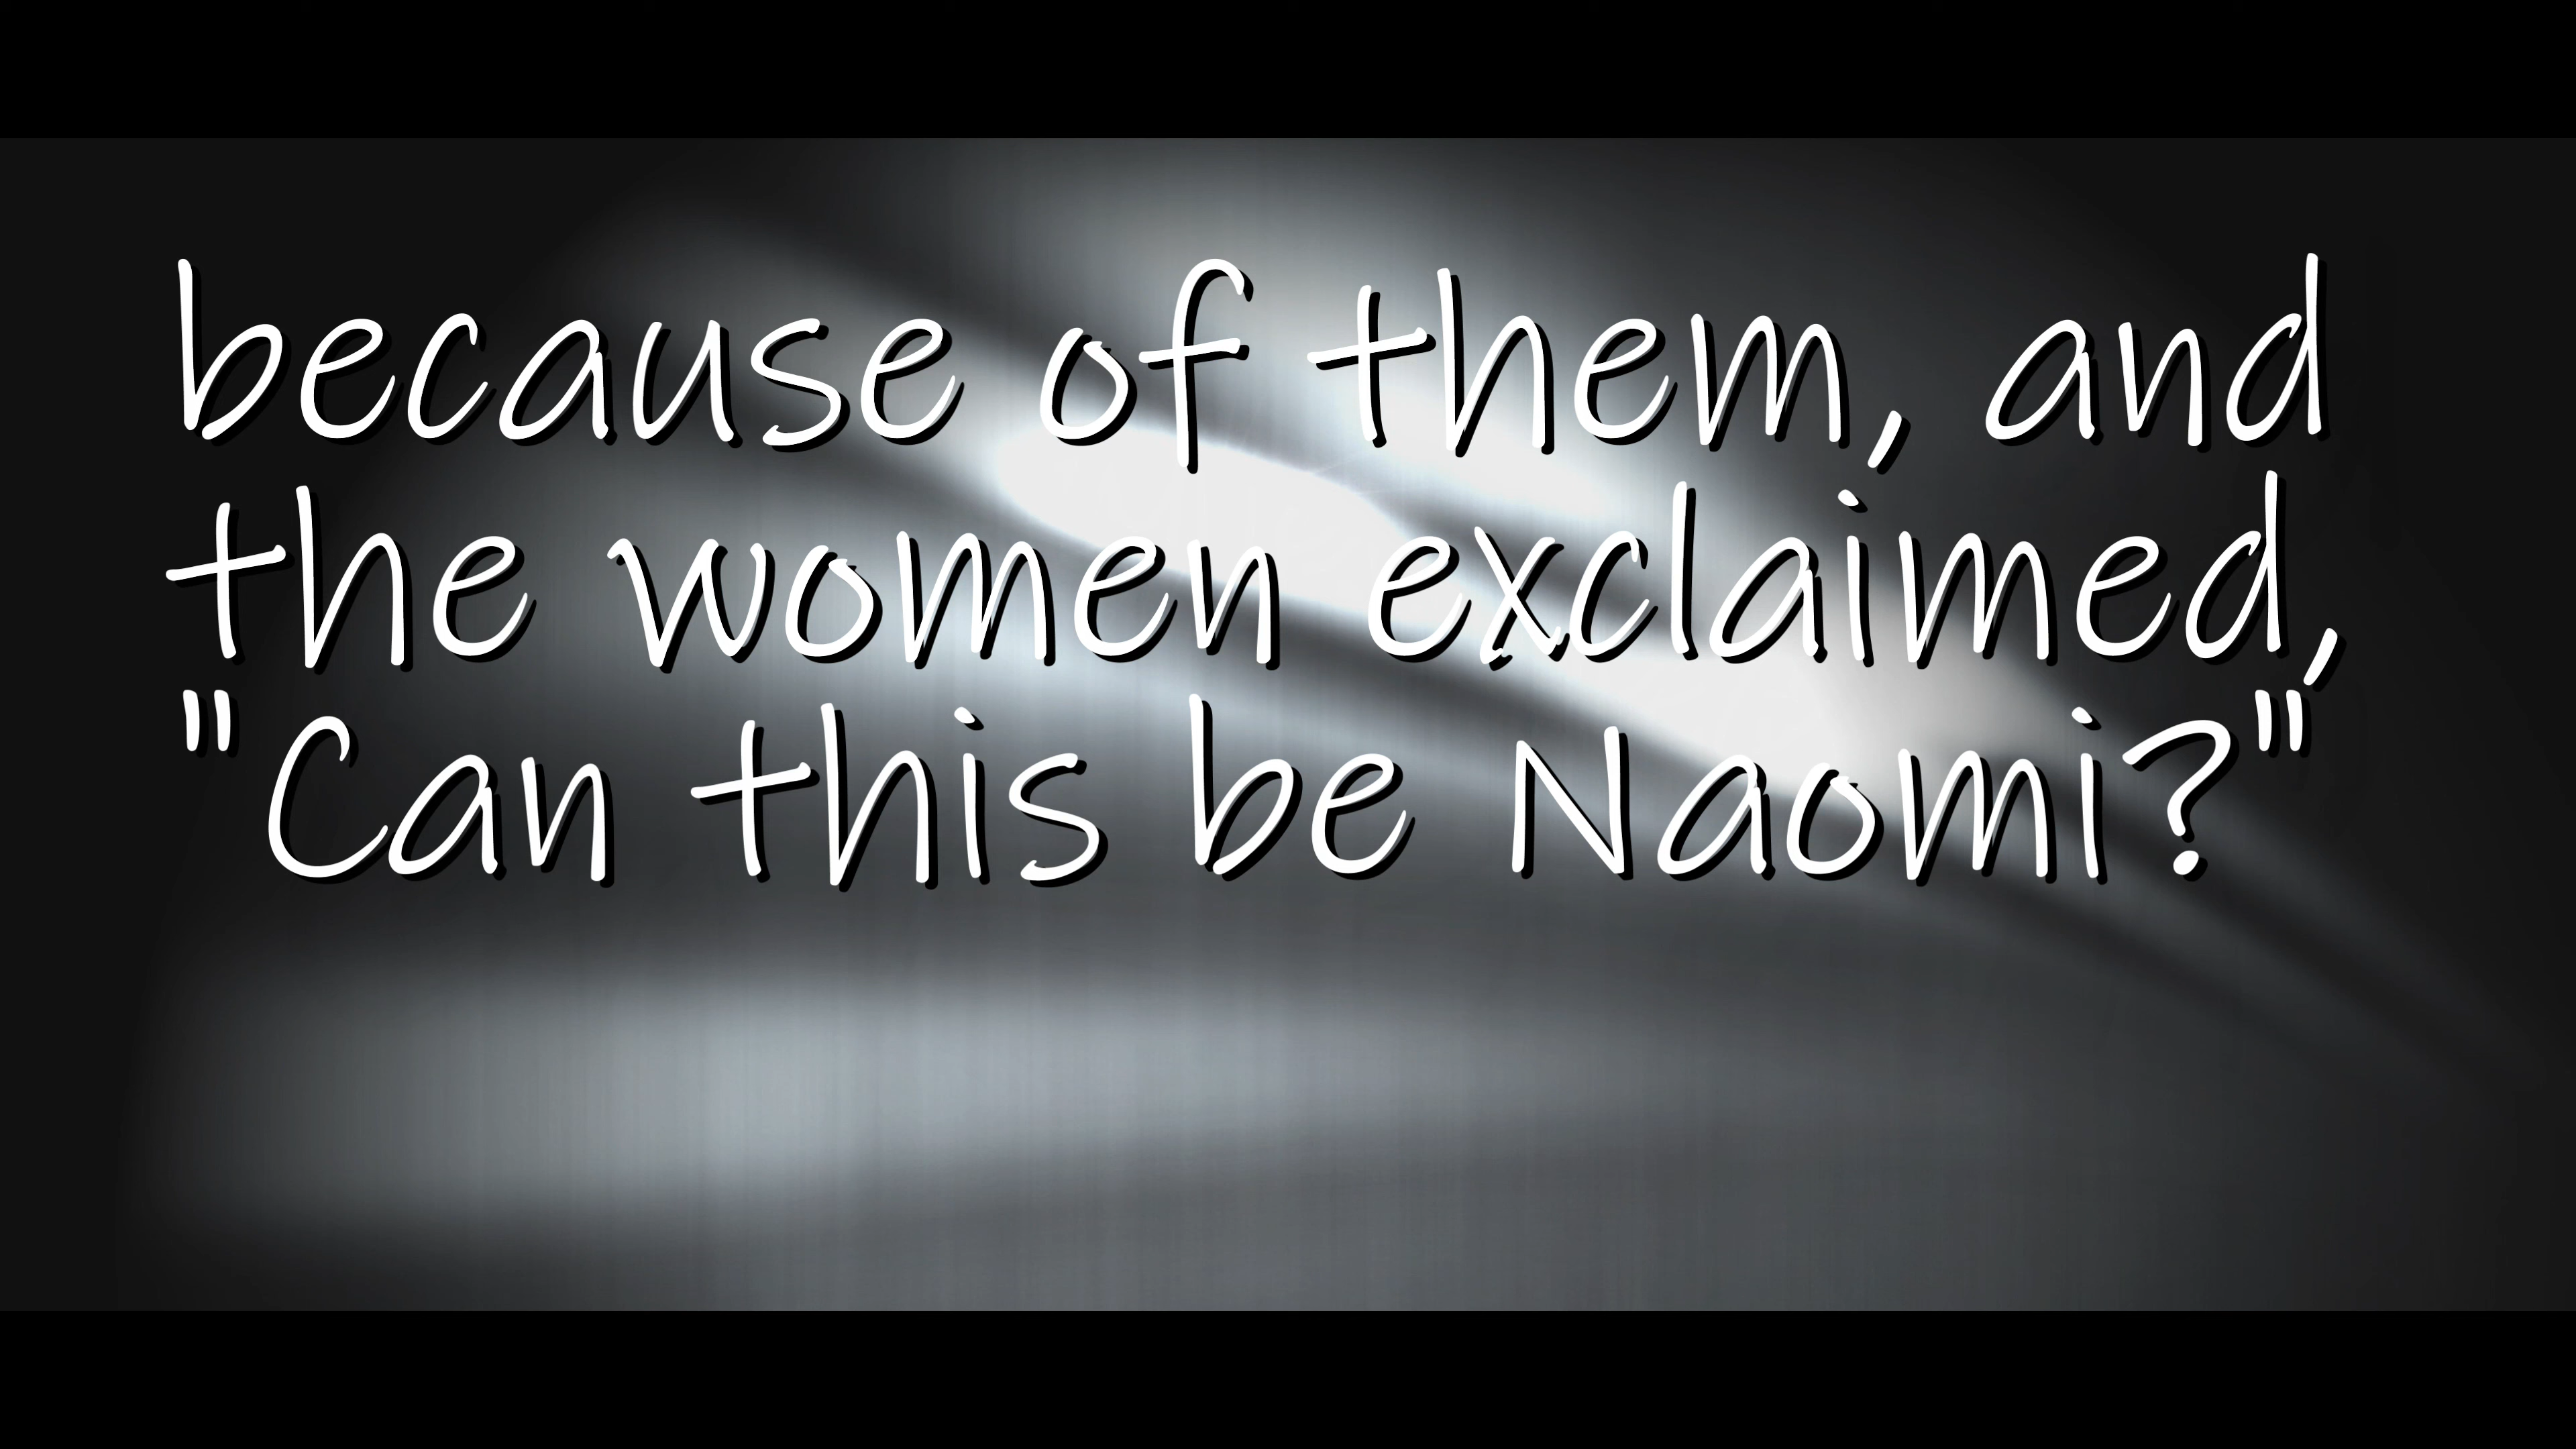 because of them, and
the women exclaimed,
"Can this be Naomi?"